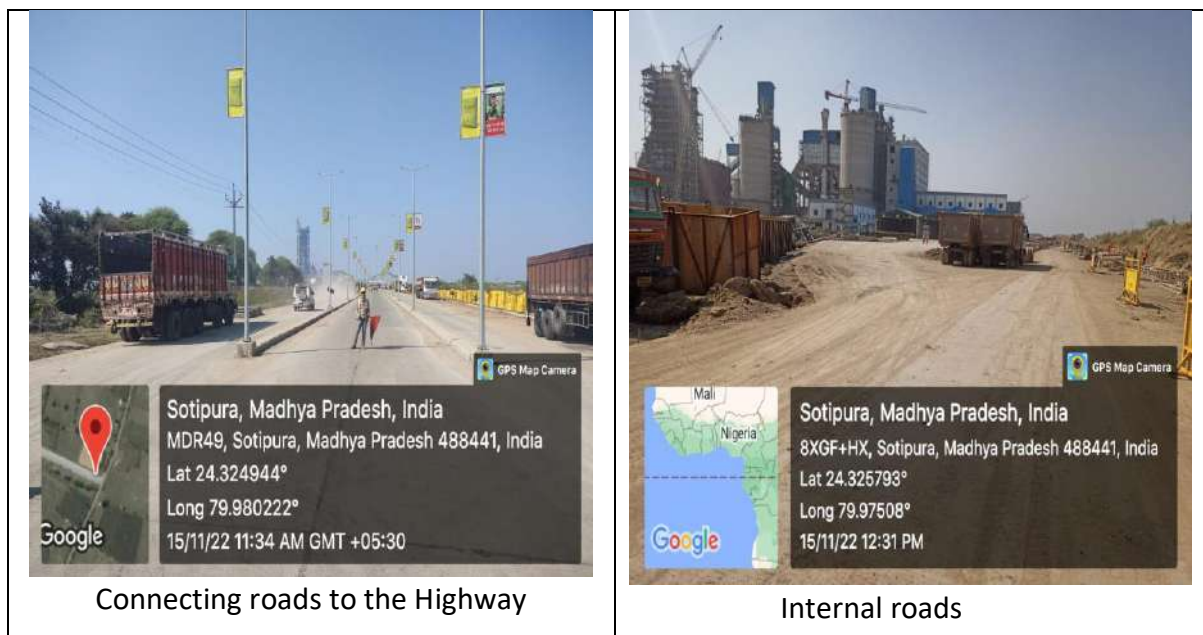 GPS Map Camera
Sotipura, Madhya Pradesh, India
MDR49, Sotipura, Madhya Pradesh 488441, India
Lat 24.324944°
Long 79.980222°
15/11/22 11:34 AM GMT +05:30
Google
Connecting roads to the Highway
GPS Map Camera
Mali
Nigeria
Sotipura, Madhya Pradesh, India
8XGF+HX, Sotipura, Madhya Pradesh 488441, India
Lat 24.325793°
Long 79.97508°
15/11/22 12:31 PM
Google
Internal roads